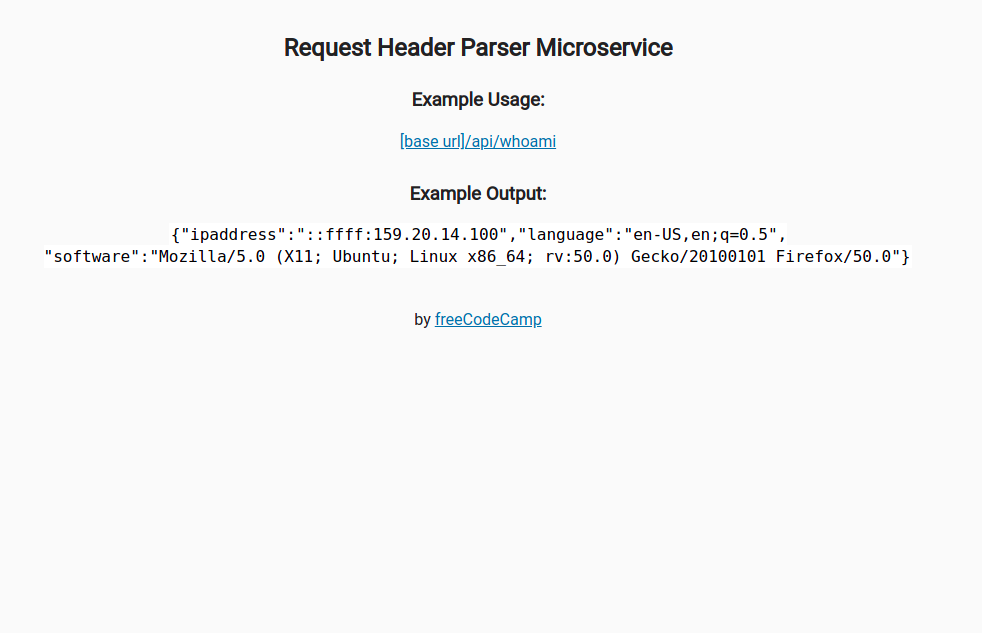 Request Header Parser Microservice
Example Usage:
[base url]/api/whoami
Example Output:
{"ipaddress":"::ffff:159.20.14.100","language":"en-US,en;q=0.5",
"software":"Mozilla/5.0 (X11; Ubuntu; Linux x86_64; rv:50.0) Gecko/20100101 Firefox/50.0"}
by freeCodeCamp